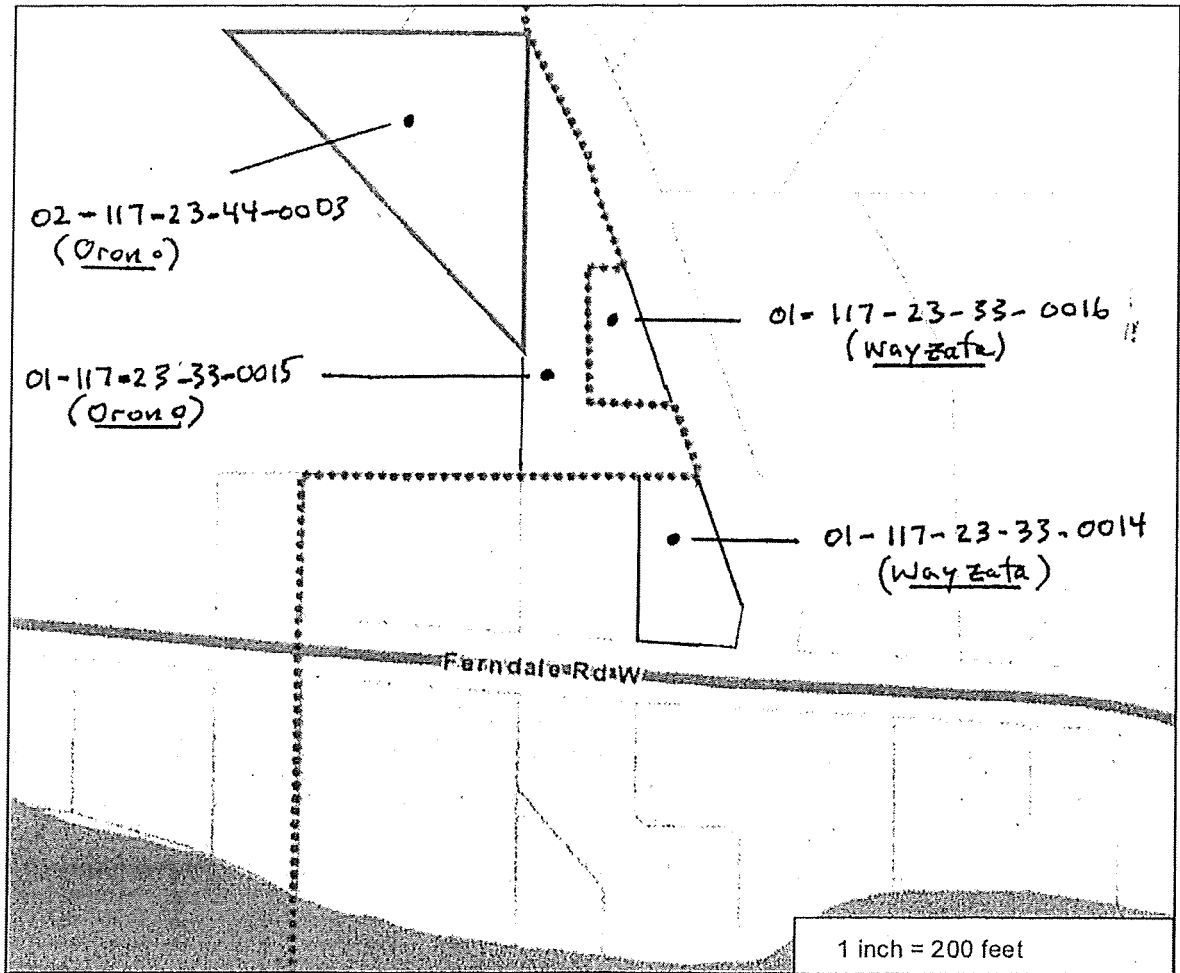 02-117-23-44-0003
(Orono)
01-117-23-33-0016
(Wayzata)
01-117-23-33-0015
(Orono)
01-117-23-33-0014
(Wayzata)
Ferndale Rd W
1 inch = 200 feet